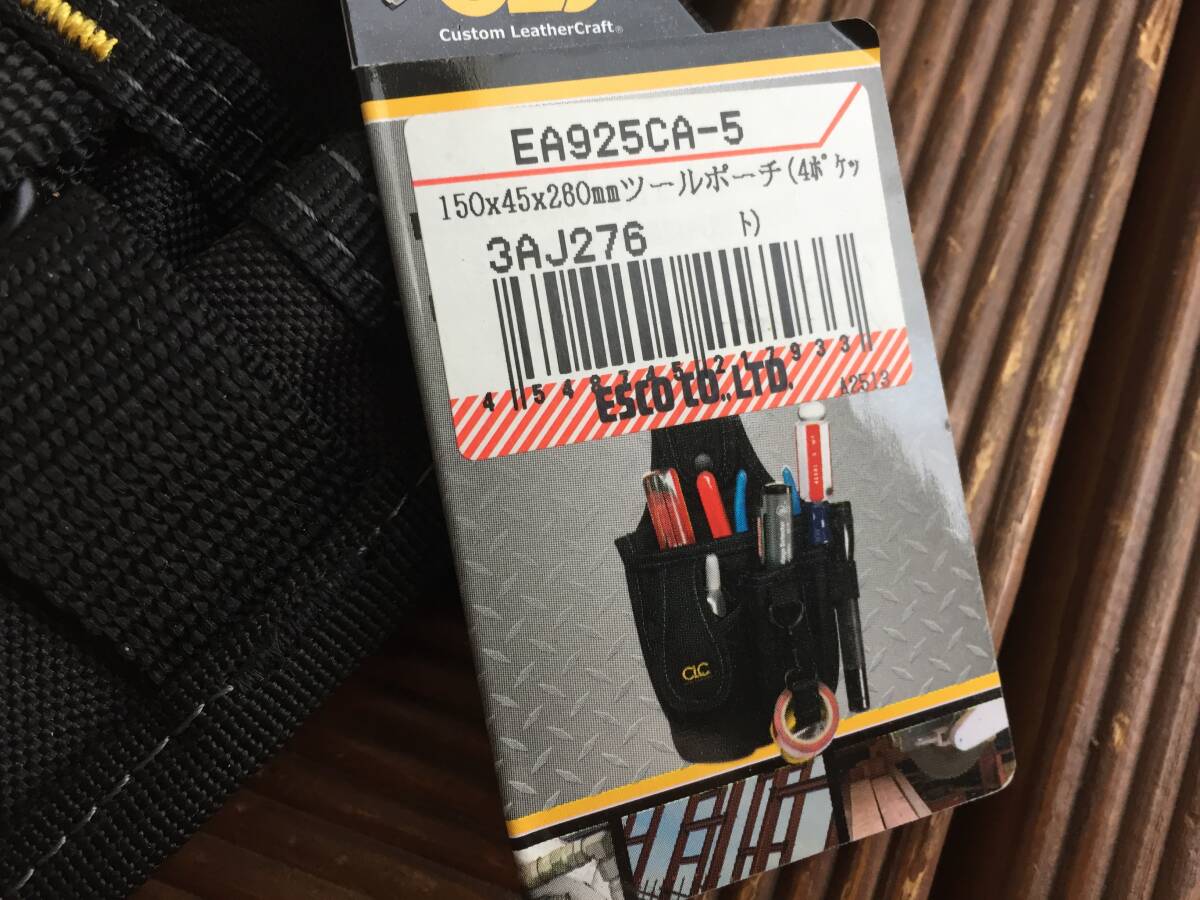 Custom LeatherCraft®
EA925CA-5
150x45x260mmツールポーチ(4ポケッ
ト)
3AJ276
4 548745 217933
ESCO CO.,LTD.
A2513
CLC